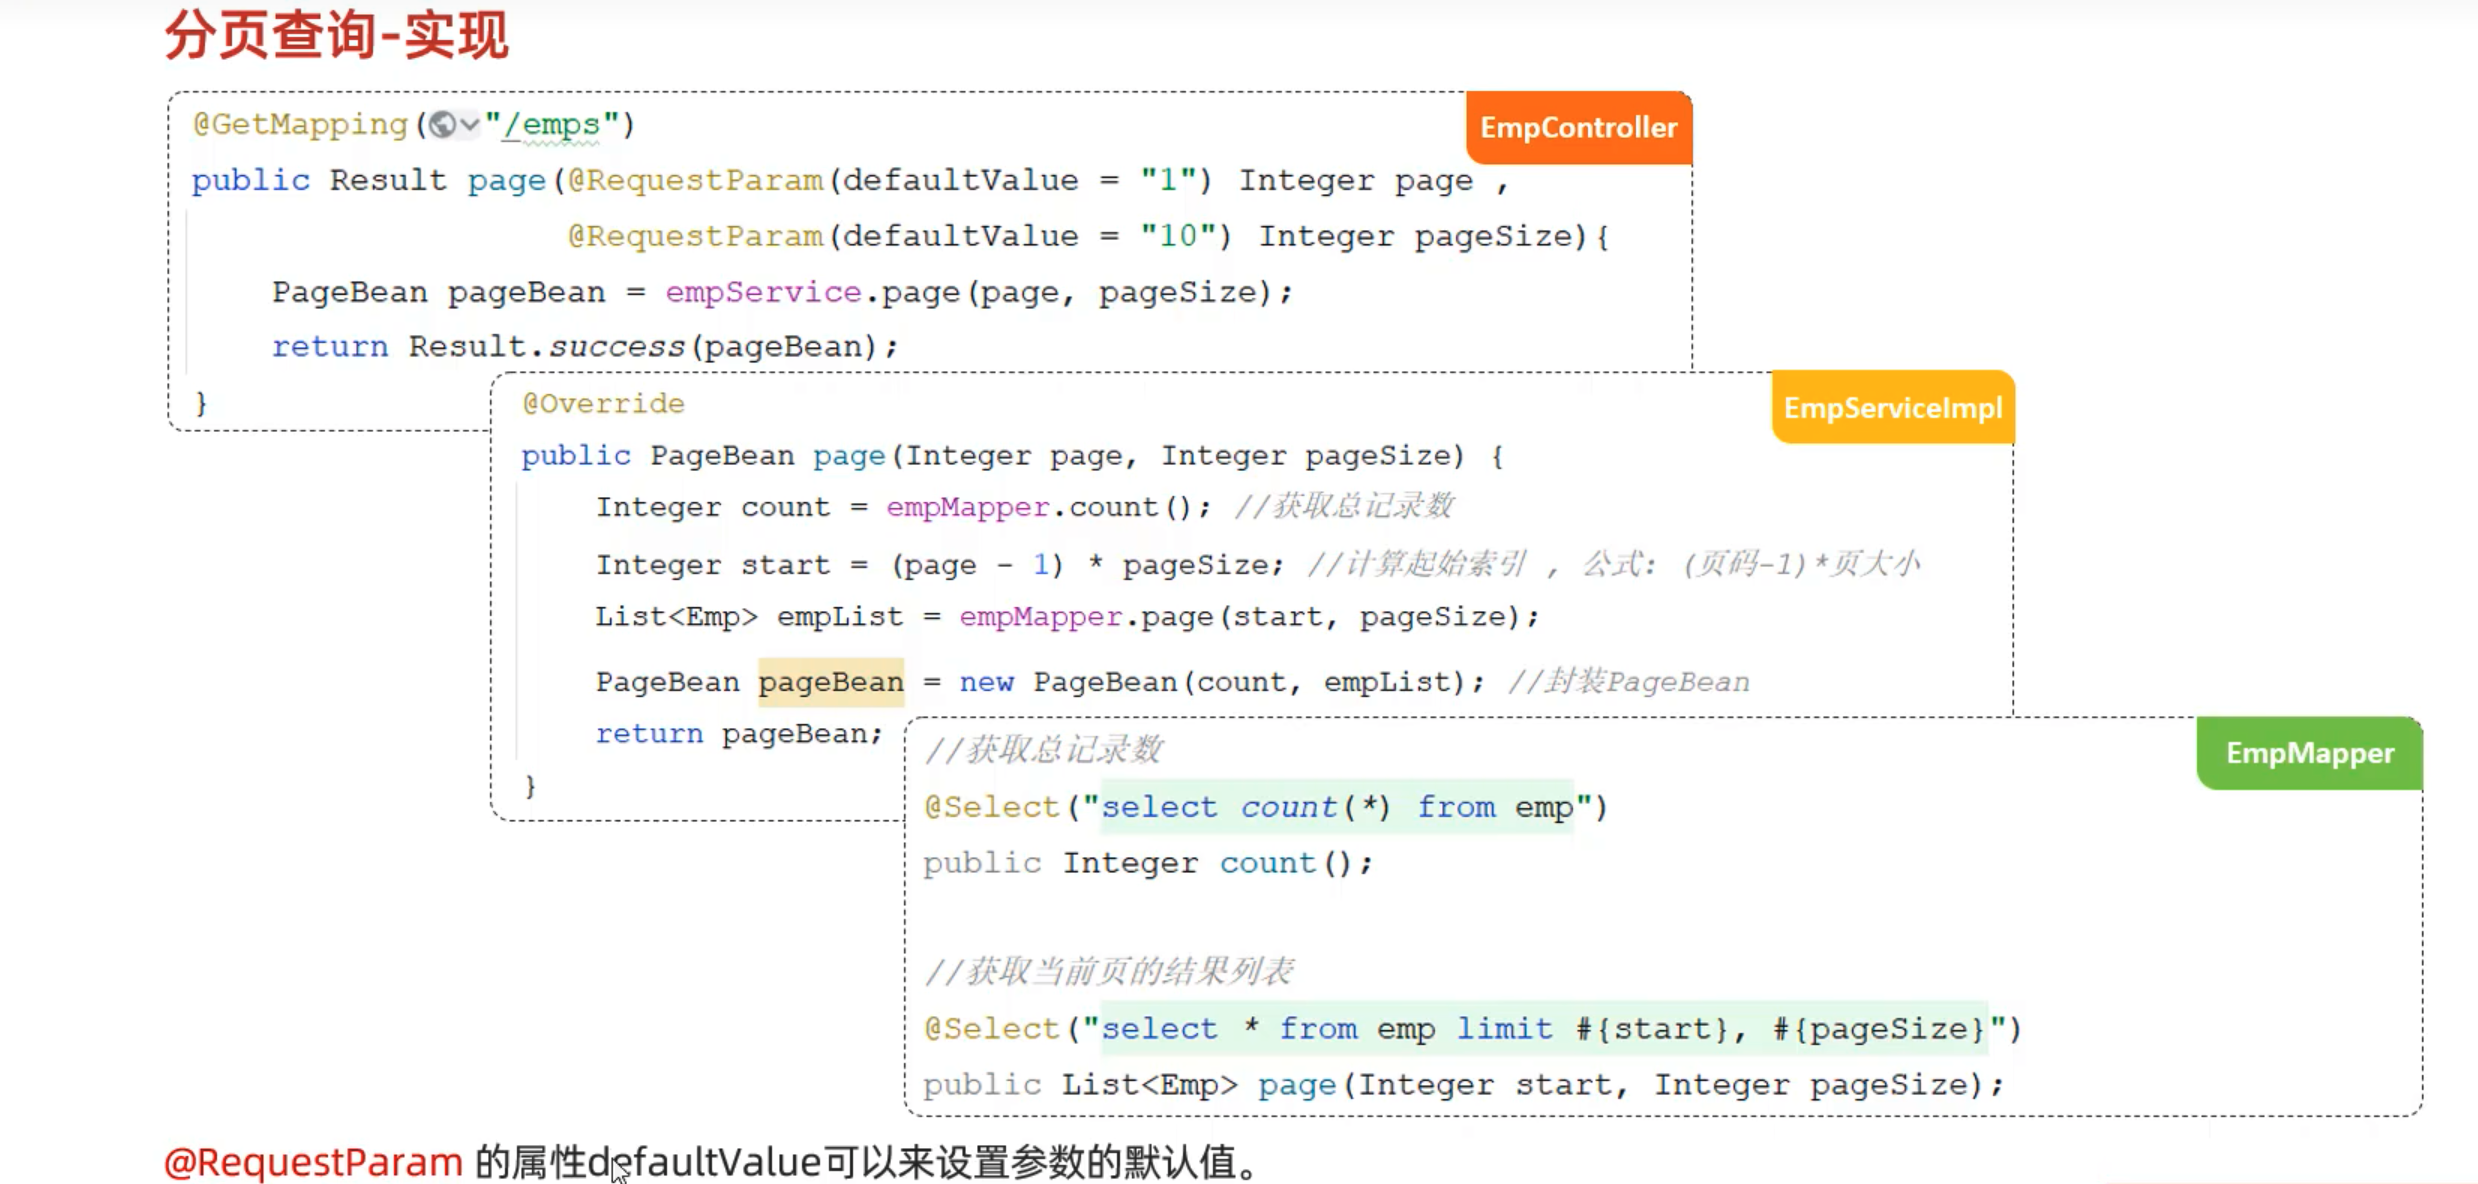 分页查询-实现
EmpController
@GetMapping("/emps")
public Result page(@RequestParam(defaultValue = "1") Integer page ,
@RequestParam(defaultValue = "10") Integer pageSize){
PageBean pageBean = empService.page(page, pageSize);
return Result.success(pageBean);
}
EmpServiceImpl
@Override
public PageBean page(Integer page, Integer pageSize) {
Integer count = empMapper.count(); //获取总记录数
Integer start = (page - 1) * pageSize; //计算起始索引 , 公式: (页码-1)*页大小
List<Emp> empList = empMapper.page(start, pageSize);
PageBean pageBean = new PageBean(count, empList); //封装PageBean
return pageBean;
}
EmpMapper
//获取总记录数
@Select("select count(*) from emp")
public Integer count();
//获取当前页的结果列表
@Select("select * from emp limit #{start}, #{pageSize}")
public List<Emp> page(Integer start, Integer pageSize);
@RequestParam 的属性defaultValue可以来设置参数的默认值。